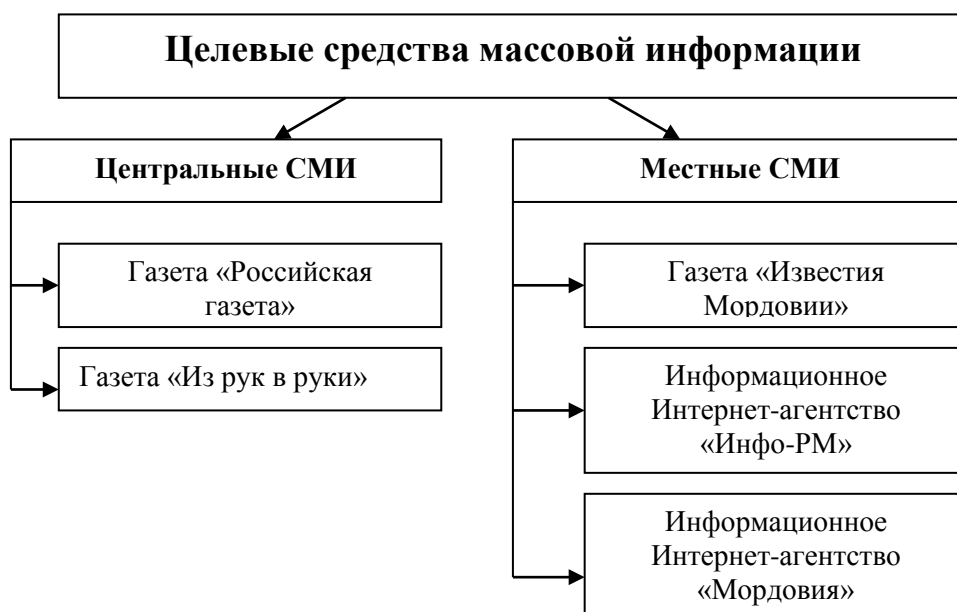 Целевые средства массовой информации
Центральные СМИ
Газета «Российская
газета»
Газета «Из рук в руки»
Местные СМИ
Газета «Известия
Мордовии»
Информационное
Интернет-агентство
«Инфо-РМ»
Информационное
Интернет-агентство
«Мордовия»